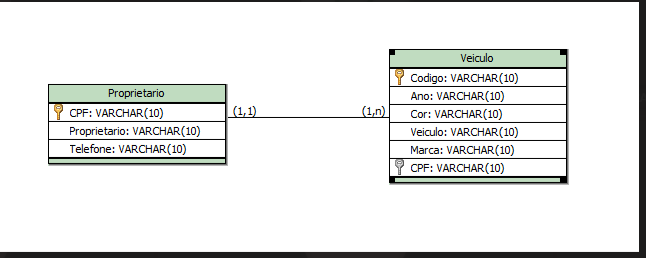 Proprietario
CPF: VARCHAR(10)
Proprietario: VARCHAR(10)
Telefone: VARCHAR(10)
(1,1)
(1,n)
Veiculo
Codigo: VARCHAR(10)
Ano: VARCHAR(10)
Cor: VARCHAR(10)
Veiculo: VARCHAR(10)
Marca: VARCHAR(10)
CPF: VARCHAR(10)